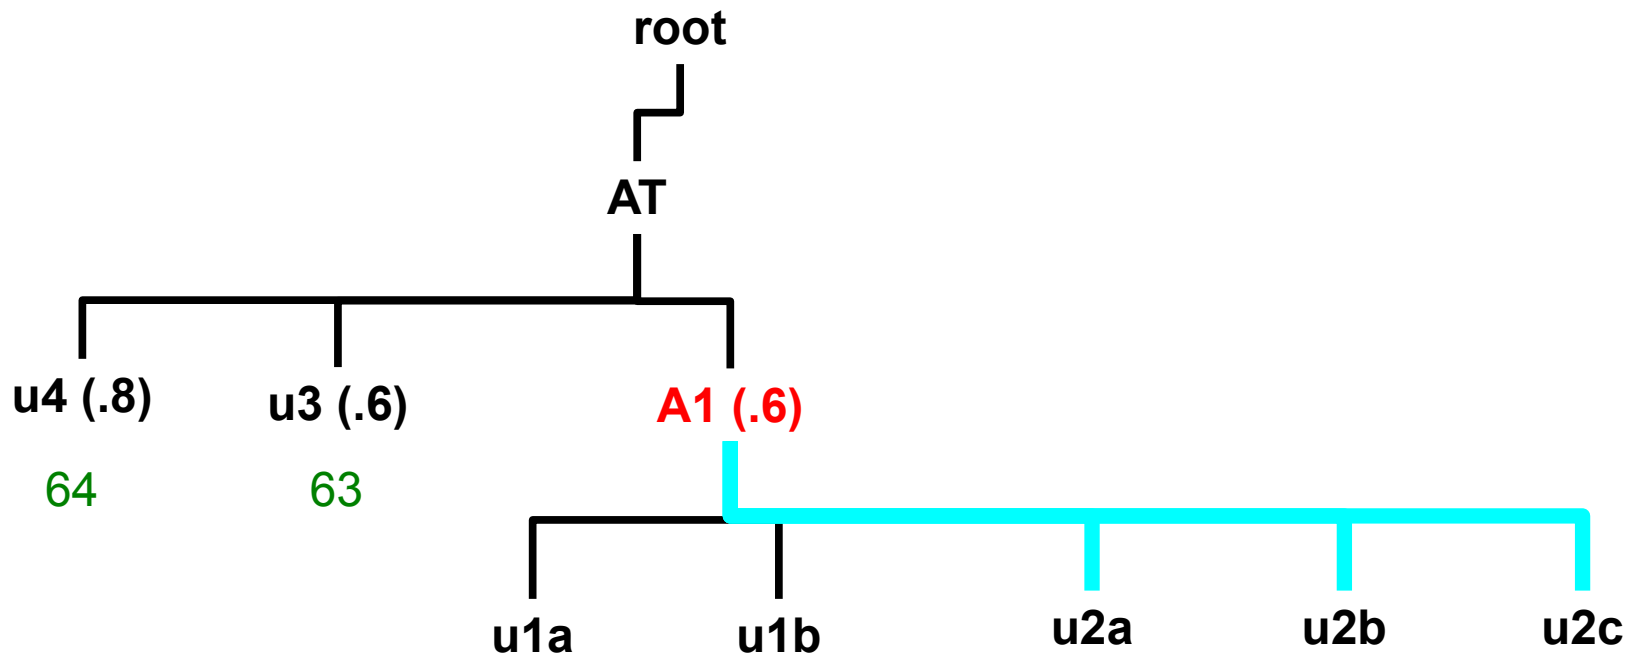 root
AT
u4 (.8)
u3 (.6)
A1 (.6)
64
63
u1a
u1b
u2a
u2b
u2c